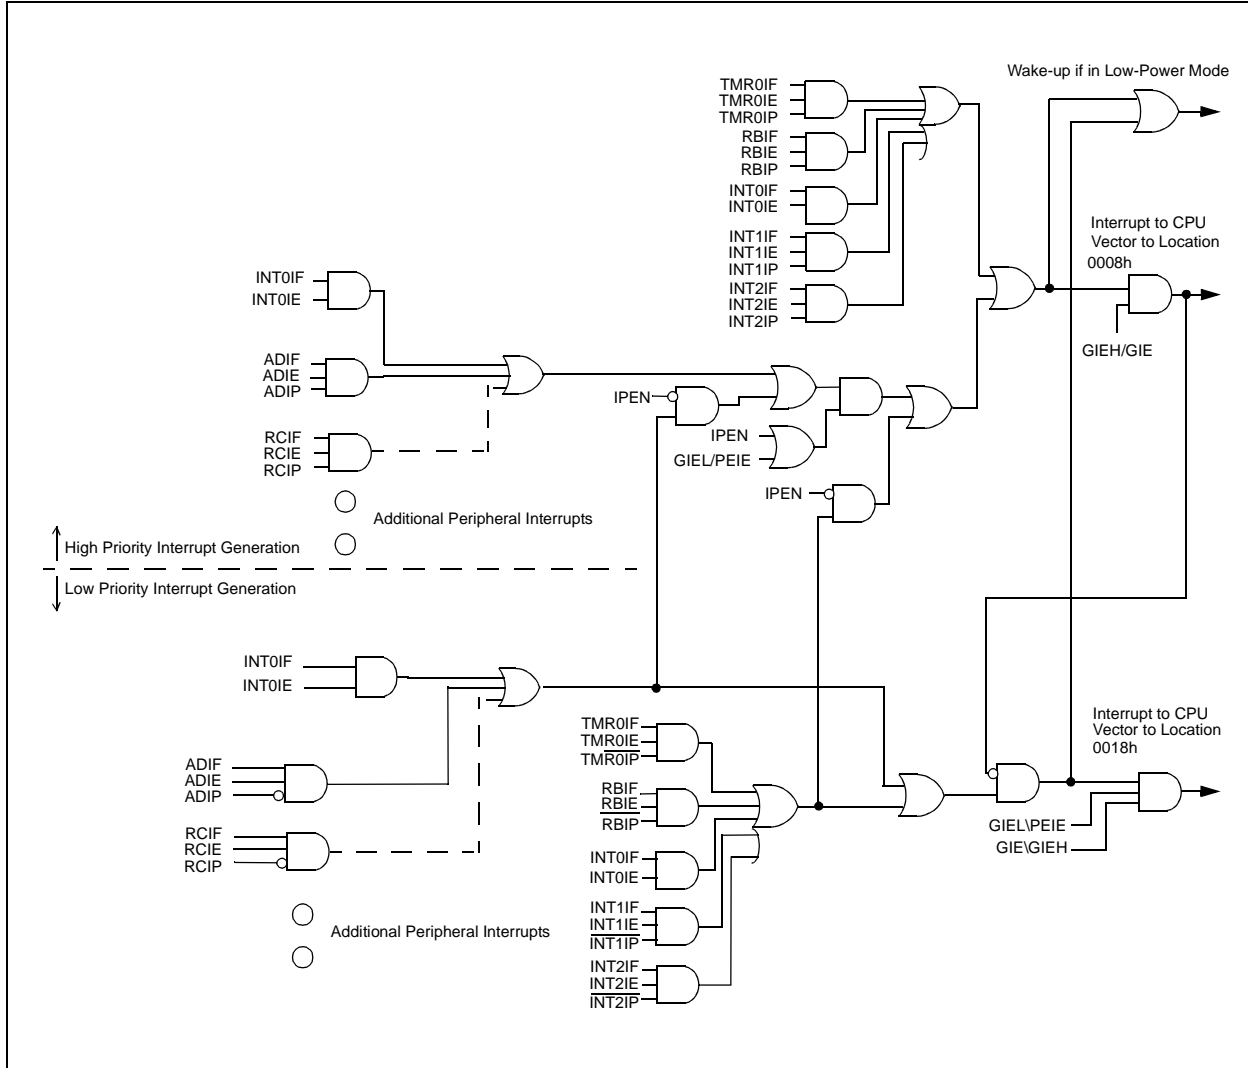 Wake-up if in Low-Power Mode
TMR0IF
TMR0IE
TMR0IP
RBIF
RBIE
RBIP
INT0IF
INT0IE
INT1IF
INT1IE
INT1IP
INT2IF
INT2IE
INT2IP
Interrupt to CPU
Vector to Location
0008h
GIEH/GIE
INT0IF
INT0IE
ADIF
ADIE
ADIP
RCIF
RCIE
RCIP
IPEN
IPEN
GIEL/PEIE
IPEN
Additional Peripheral Interrupts
High Priority Interrupt Generation
Low Priority Interrupt Generation
INT0IF
INT0IE
ADIF
ADIE
ADIP
RCIF
RCIE
RCIP
Additional Peripheral Interrupts
TMR0IF
TMR0IE
TMR0IP
RBIF
RBIE
RBIP
INT0IF
INT0IE
INT1IF
INT1IE
INT1IP
INT2IF
INT2IE
INT2IP
Interrupt to CPU
Vector to Location
0018h
GIEL\PEIE
GIE\GIEH